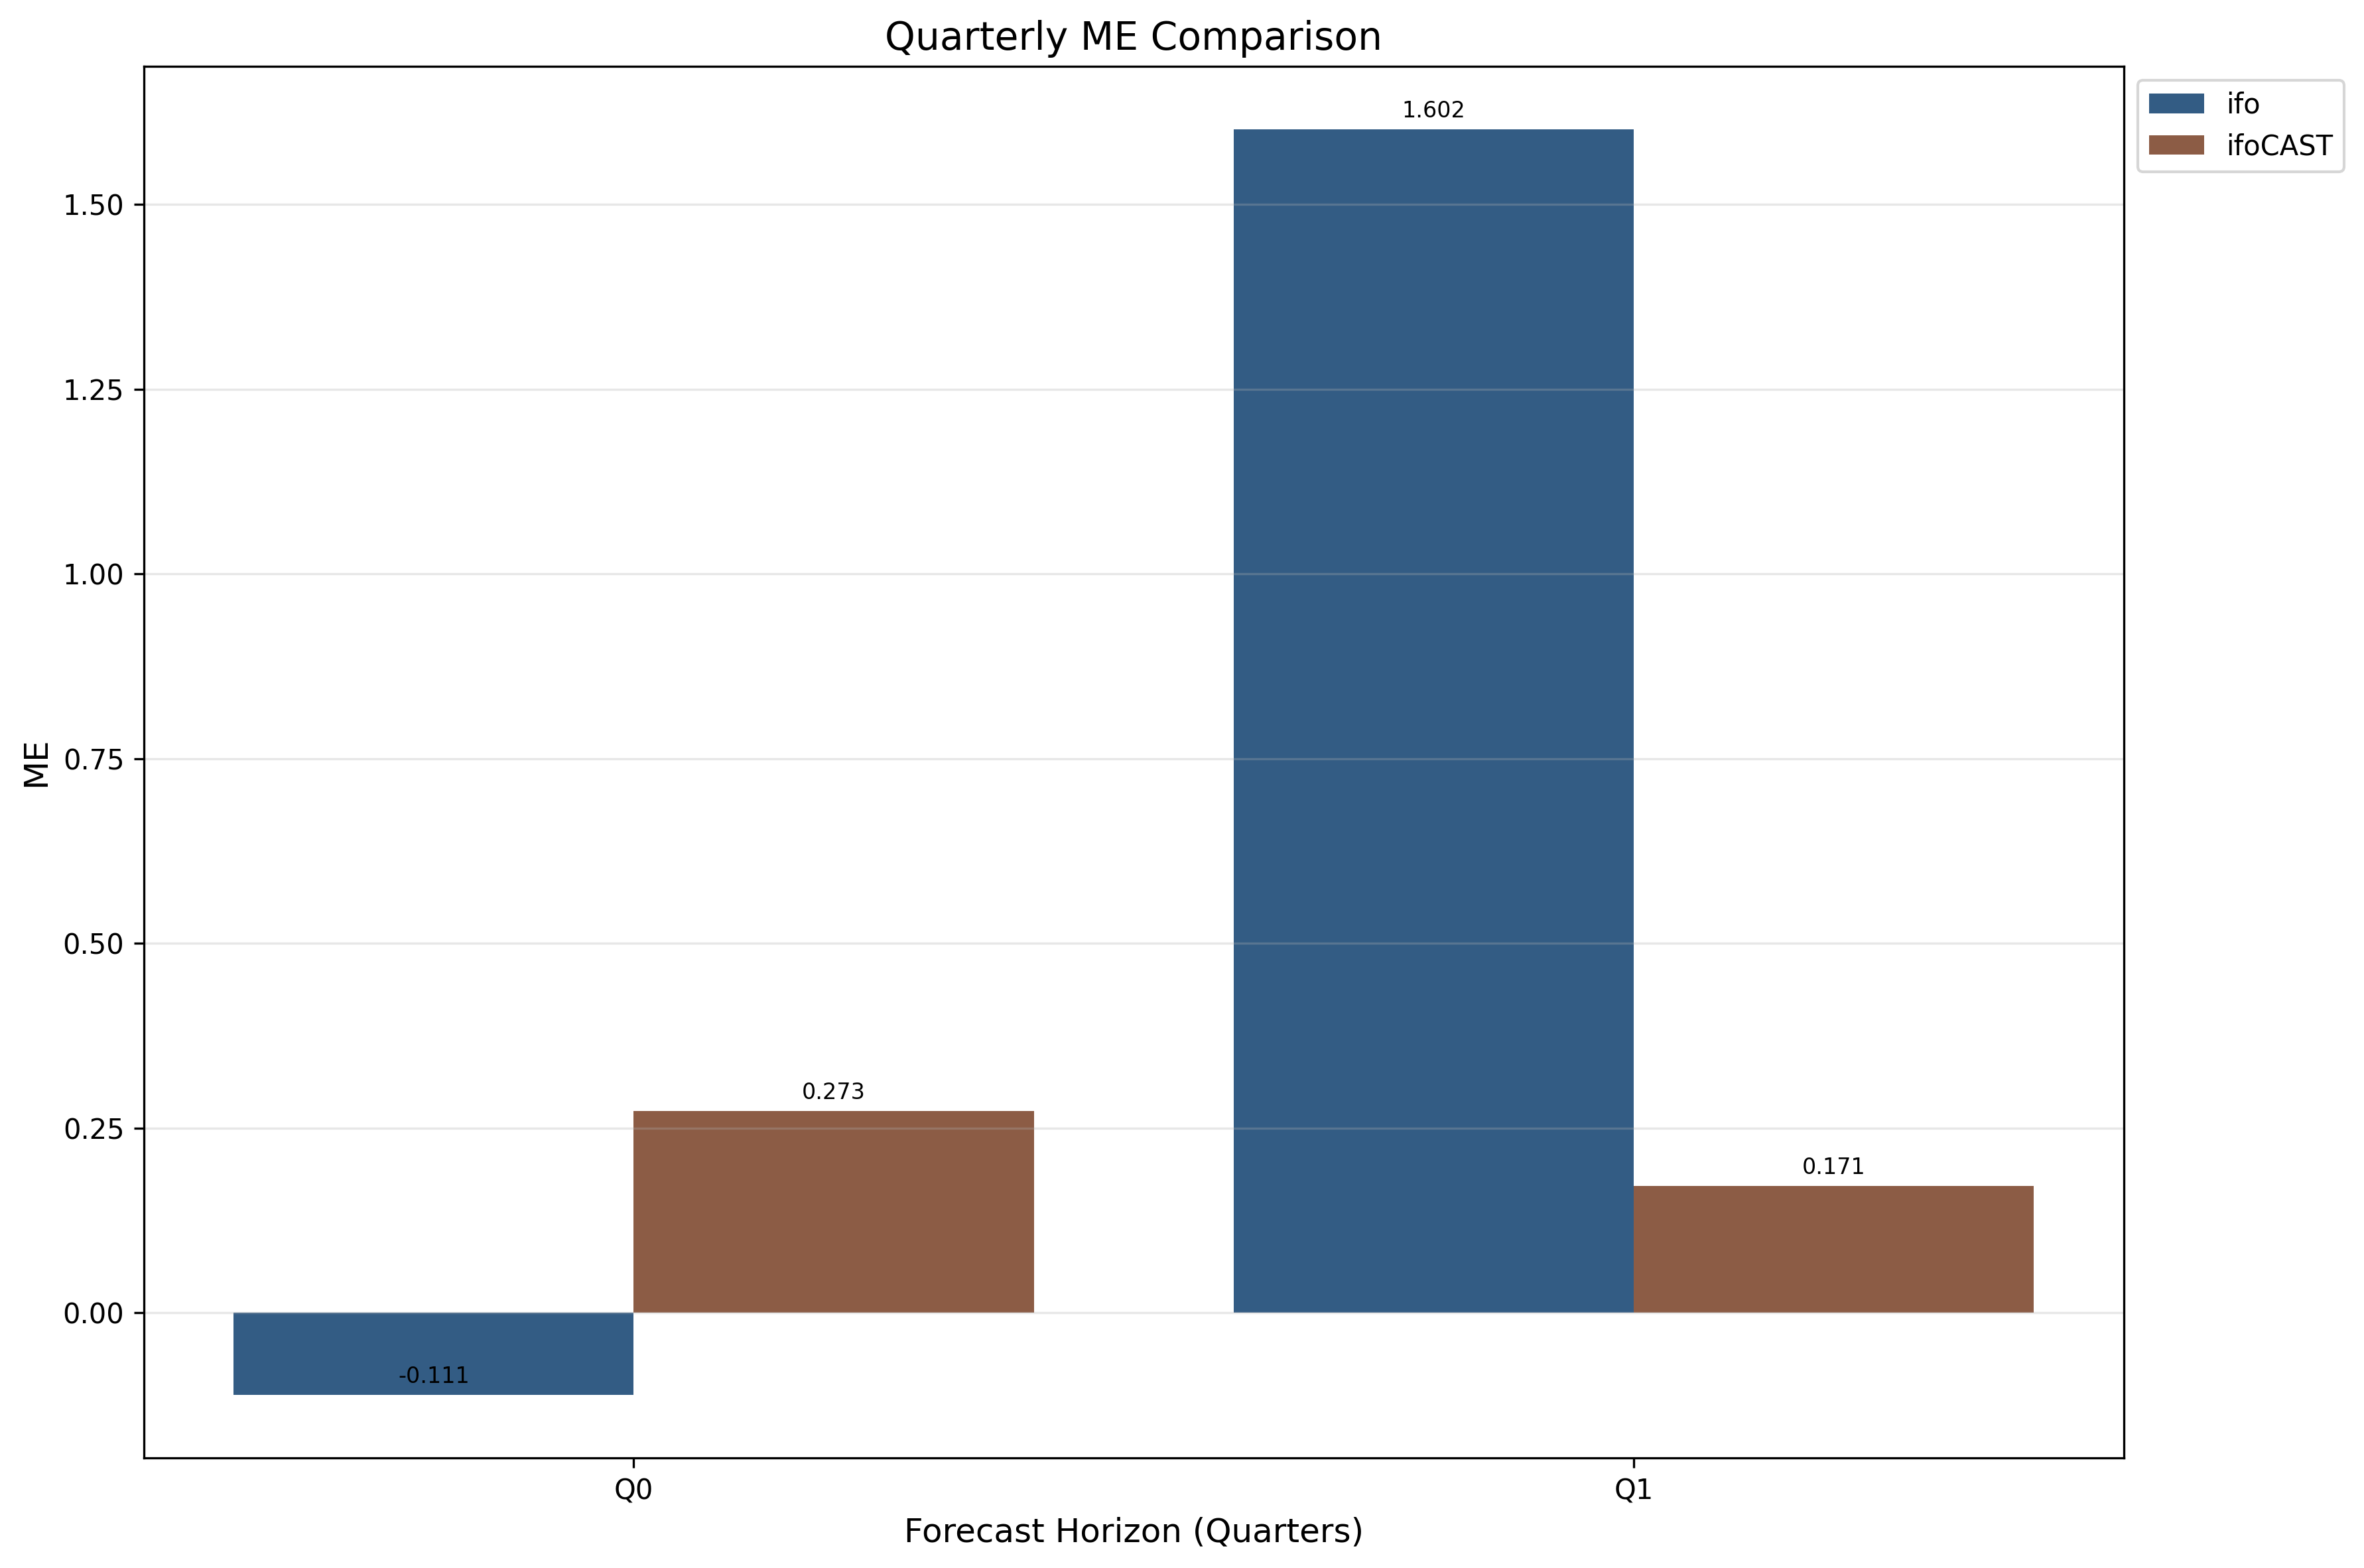 Quarterly ME Comparison
ifo
ifoCAST
1.602
1.50
1.25
1.00
0.75
0.50
0.25
0.00
ME
0.273
0.171
-0.111
Q0
Q1
Forecast Horizon (Quarters)